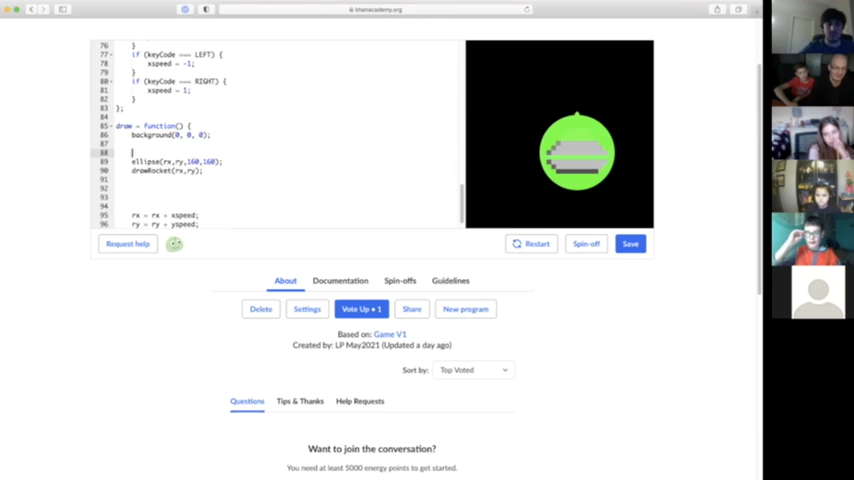 khanacademy.org
76 }
77 if (keyCode === LEFT) {
78 xspeed = -1;
79 }
80 if (keyCode === RIGHT) {
81 xspeed = 1;
82 }
83 };
84
85 draw = function() {
86 background(0, 0, 0);
87
88
89 ellipse(rx,ry,160,160);
90 drawRocket(rx,ry);
91
92
93
94
95 rx = rx + xspeed;
96 ry = ry + yspeed;
Request help
Restart
Spin-off
Save
About Documentation Spin-offs Guidelines
Delete Settings Vote Up • 1 Share New program
Based on: Game V1
Created by: LP May2021 (Updated a day ago)
Sort by: Top Voted
Questions Tips & Thanks Help Requests
Want to join the conversation?
You need at least 5000 energy points to get started.